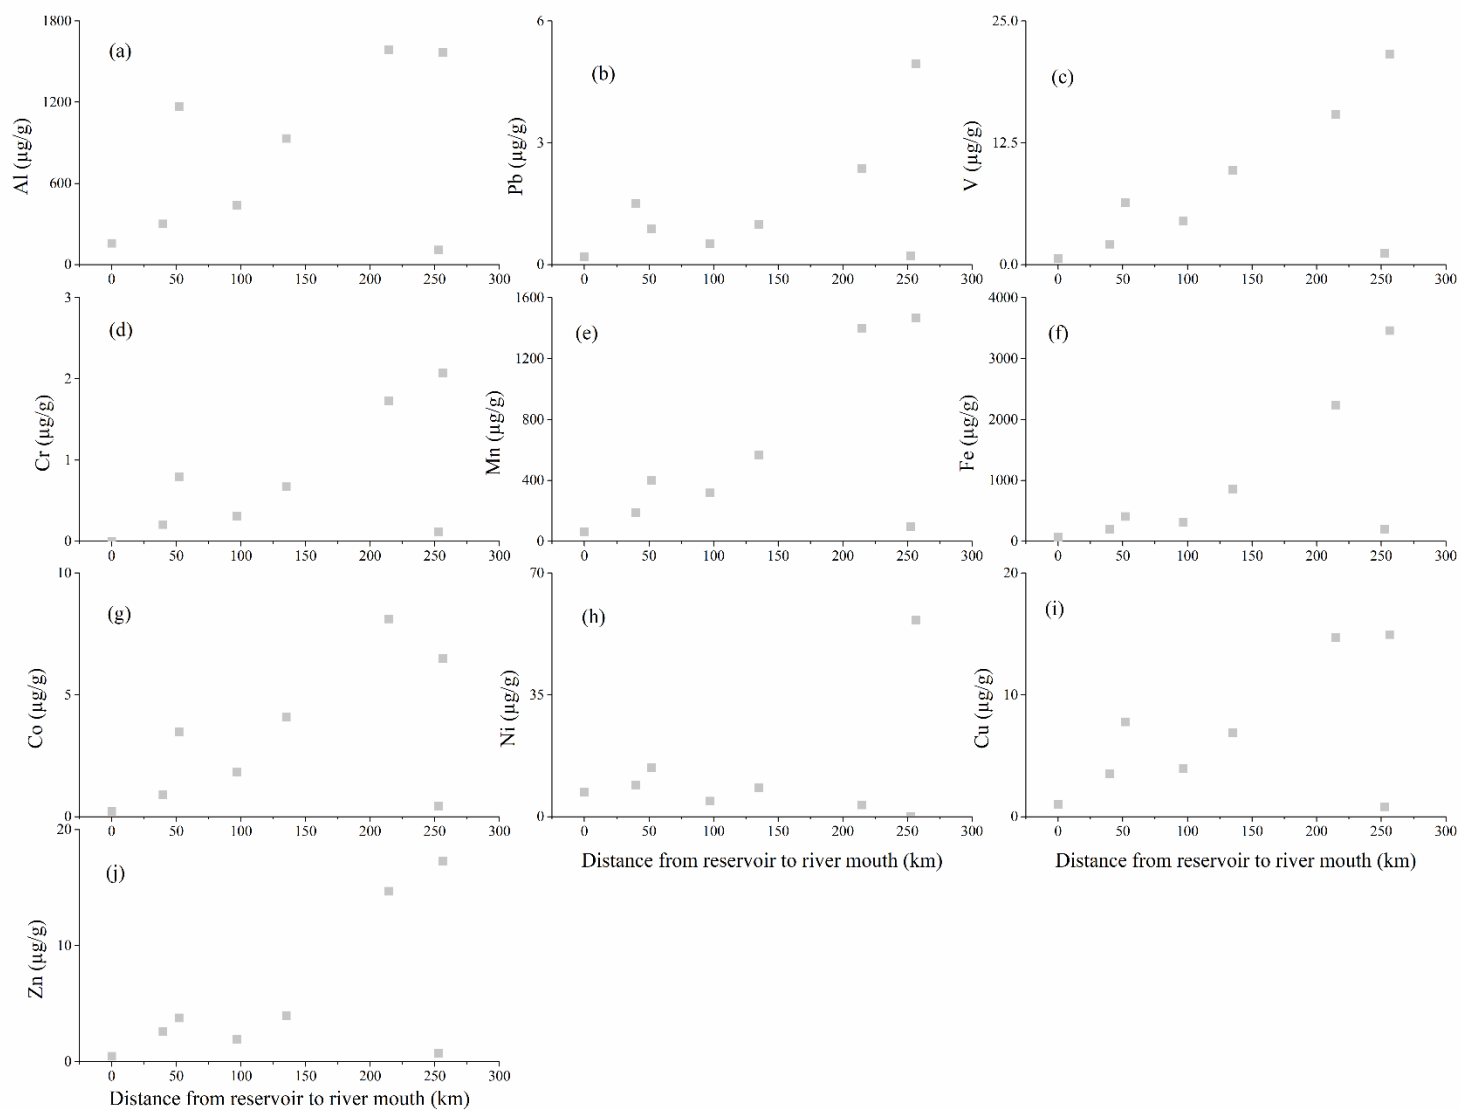 (a)
Al (µg/g)
1800
1200
600
0
0 50 100 150 200 250 300
(b)
Pb (µg/g)
6
3
0
0 50 100 150 200 250 300
(c)
V (µg/g)
25.0
12.5
0.0
0 50 100 150 200 250 300
(d)
Cr (µg/g)
3
2
1
0
0 50 100 150 200 250 300
(e)
Mn (µg/g)
1600
1200
800
400
0
0 50 100 150 200 250 300
(f)
Fe (µg/g)
4000
3000
2000
1000
0
0 50 100 150 200 250 300
(g)
Co (µg/g)
10
5
0
0 50 100 150 200 250 300
(h)
Ni (µg/g)
70
35
0
0 50 100 150 200 250 300
Distance from reservoir to river mouth (km)
(i)
Cu (µg/g)
20
10
0
0 50 100 150 200 250 300
Distance from reservoir to river mouth (km)
(j)
Zn (µg/g)
20
10
0
0 50 100 150 200 250 300
Distance from reservoir to river mouth (km)